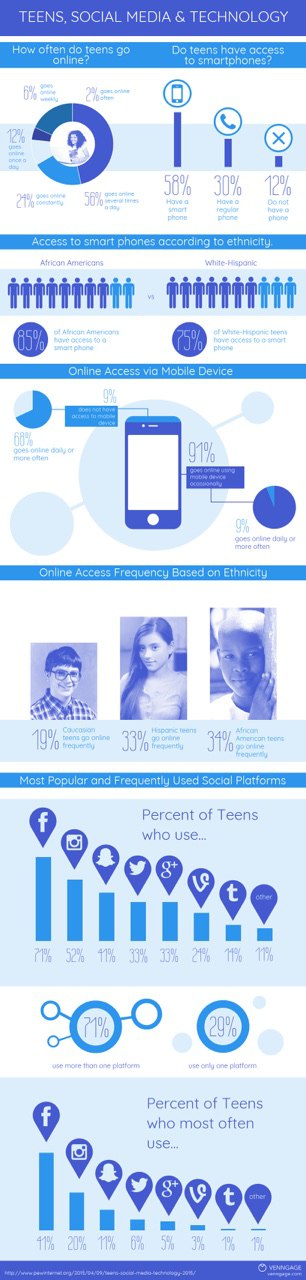 TEENS, SOCIAL MEDIA & TECHNOLOGY
How often do teens go
online?
6%
goes
online
weekly
2%
goes online
often
12%
goes
online
once a
day
24%
goes online
constantly
56%
goes online
several times
a day
Do teens have access
to smartphones?
58%
Have a
smart
phone
30%
Have a
regular
phone
12%
Do not
have a
phone
Access to smart phones according to ethnicity.
African Americans
vs
White-Hispanic
85%
of African Americans
have access to a
smart phone
75%
of White-Hispanic teens
have access to a smart
phone
Online Access via Mobile Device
9%
does not have
access to mobile
device
68%
goes online daily or
more often
91%
goes online using
mobile device
ocassionally
9%
goes online daily or
more often
Online Access Frequency Based on Ethnicity
19%
Caucasian
teens go online
frequently
33%
Hispanic teens
go online
frequently
34%
African
American teens
go online
frequently
Most Popular and Frequently Used Social Platforms
Percent of Teens
who use...
f
g+
t
other
71%
52%
41%
33%
33%
24%
14%
11%
71%
use more than one platform
29%
use only one platform
Percent of Teens
who most often
use...
f
g+
t
other
41%
20%
11%
6%
5%
3%
1%
1%
http://www.pewinternet.org/2015/04/09/teens-social-media-technology-2015/
VENNGAGE
venngage.com